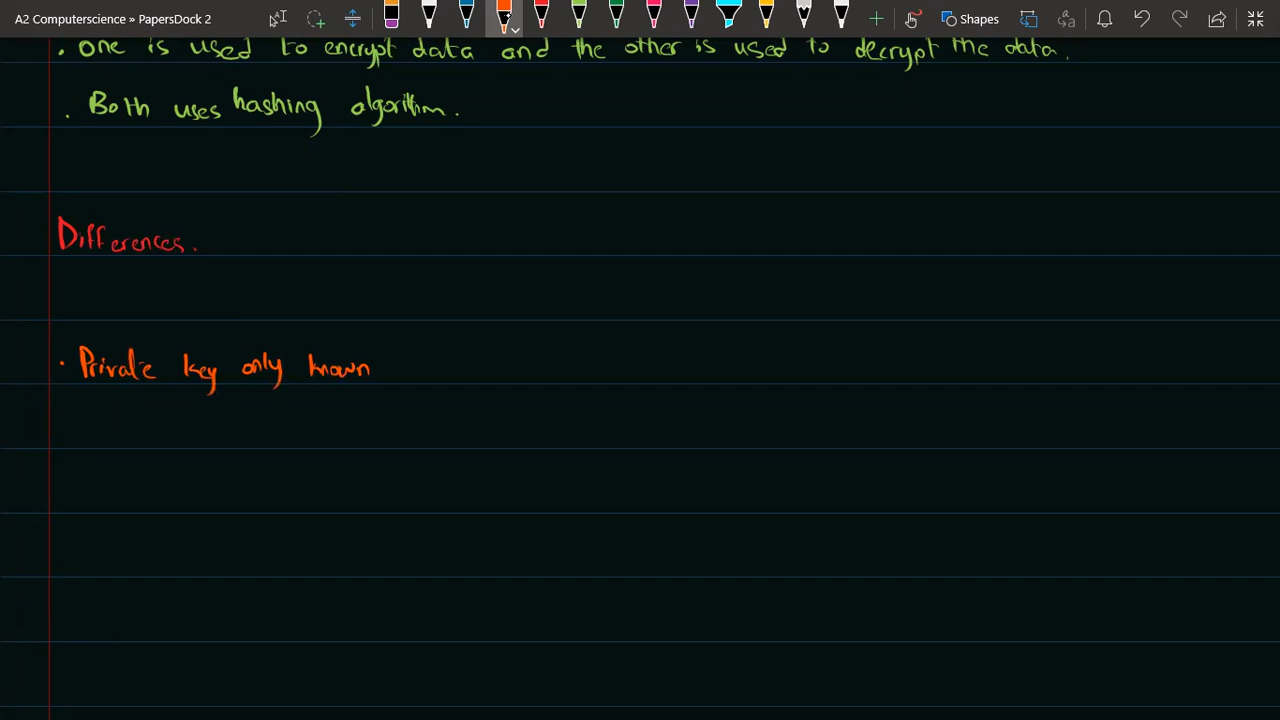 A2 Computerscience » PapersDock 2
Shapes
. One is used to encrypt data and the other is used to decrypt the data.
. Both uses hashing algorithm.
Differences.
. Private key only known